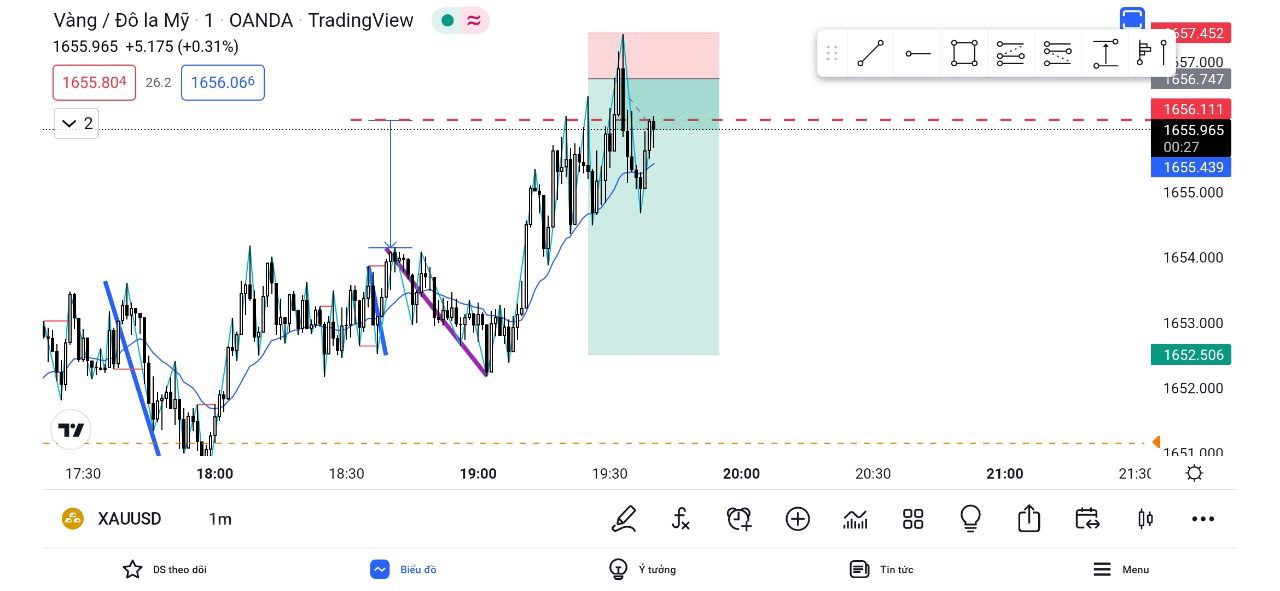 Vàng / Đô la Mỹ · 1 · OANDA · TradingView
1655.965 +5.175 (+0.31%)
1655.804 26.2 1656.066
2
1657.452
1657.000
1656.747
1656.111
1655.965
00:27
1655.439
1655.000
1654.000
1653.000
1652.506
1652.000
1651.000
17:30 18:00 18:30 19:00 19:30 20:00 20:30 21:00 21:30
XAUUSD 1m
DS theo dõi Biểu đồ Ý tưởng Tin tức Menu